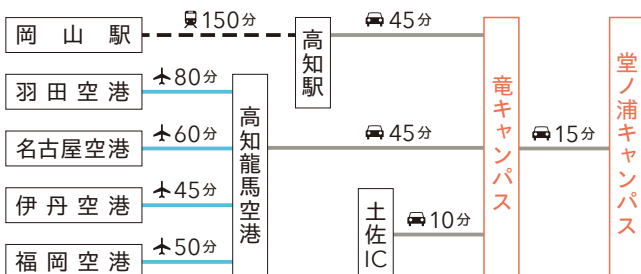 岡山駅
150分
高知駅
45分
羽田空港
80分
名古屋空港
60分
伊丹空港
45分
福岡空港
50分
高知龍馬空港
45分
土佐IC
10分
竜キャンパス
15分
堂ノ浦キャンパス